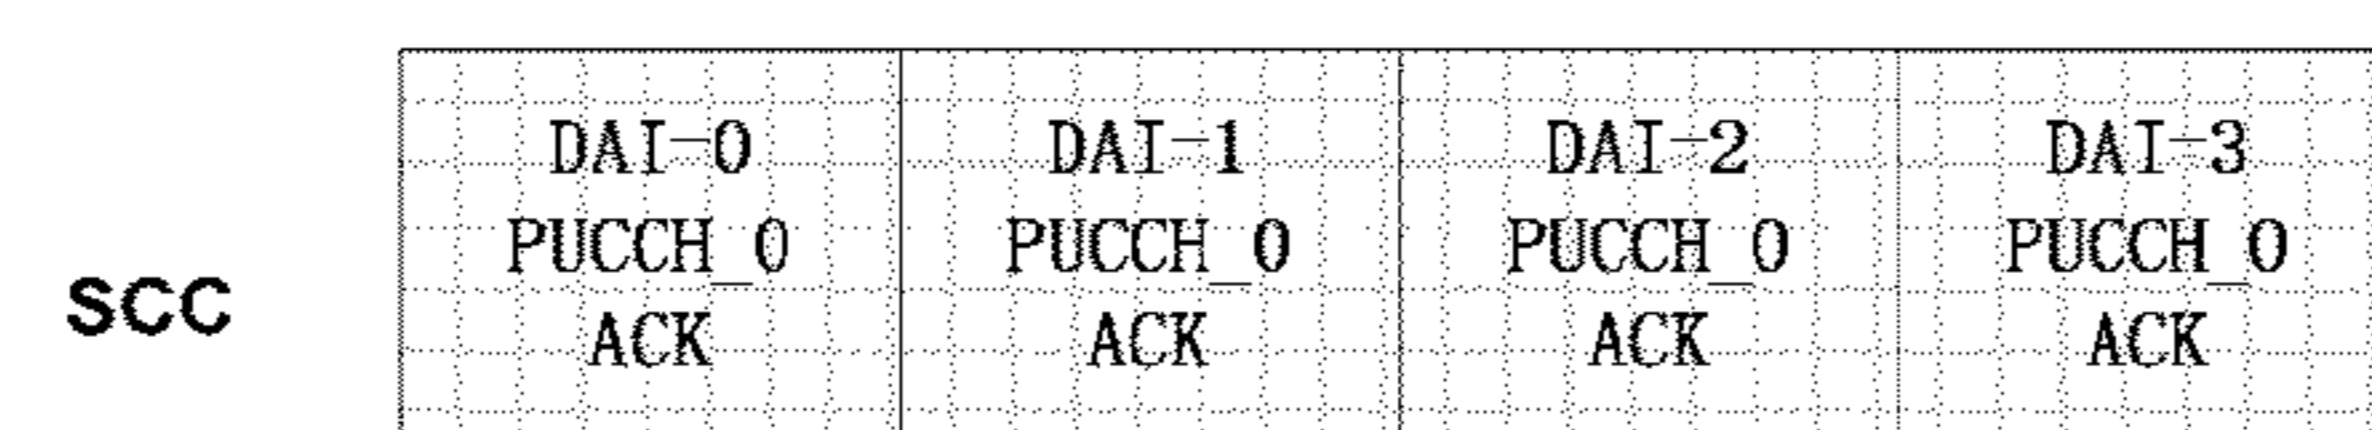 DAI-0 DAI-1 DAI-2 DAI-3
PUCCH_0 PUCCH_0 PUCCH_0 PUCCH_0
SCC
ACK ACK ACK ACK